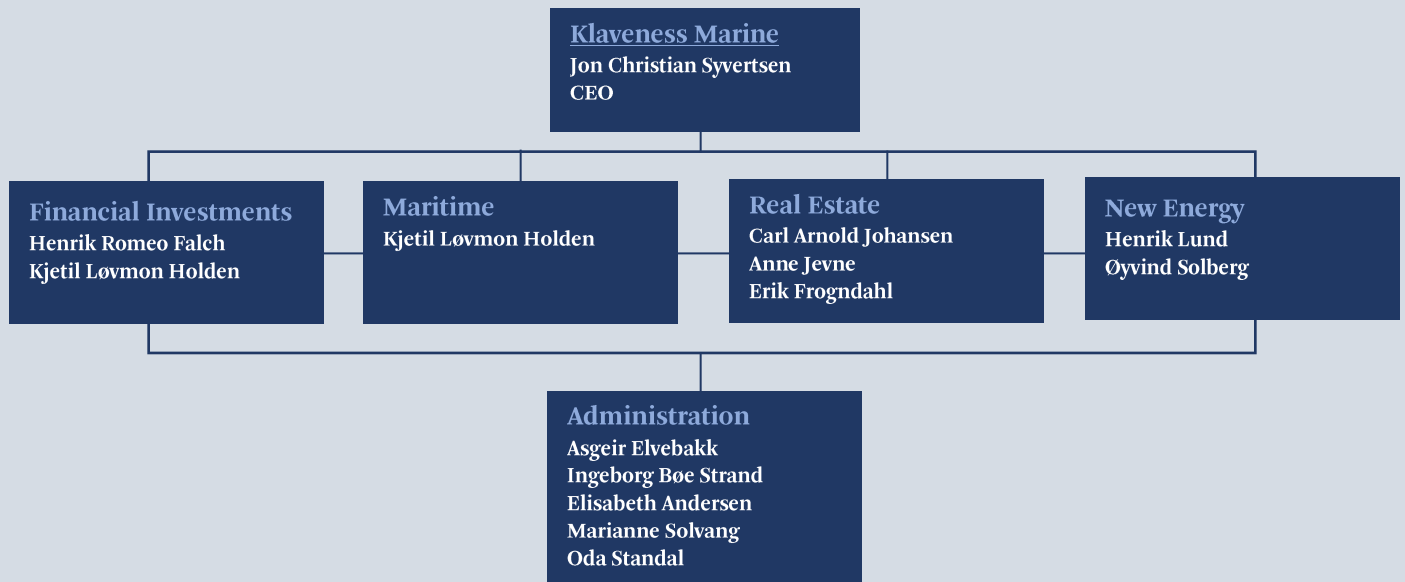 Klaveness Marine
Jon Christian Syvertsen
CEO
Financial Investments
Henrik Romeo Falch
Kjetil Løvmon Holden
Maritime
Kjetil Løvmon Holden
Real Estate
Carl Arnold Johansen
Anne Jevne
Erik Frogndahl
New Energy
Henrik Lund
Øyvind Solberg
Administration
Asgeir Elvebakk
Ingeborg Bøe Strand
Elisabeth Andersen
Marianne Solvang
Oda Standal